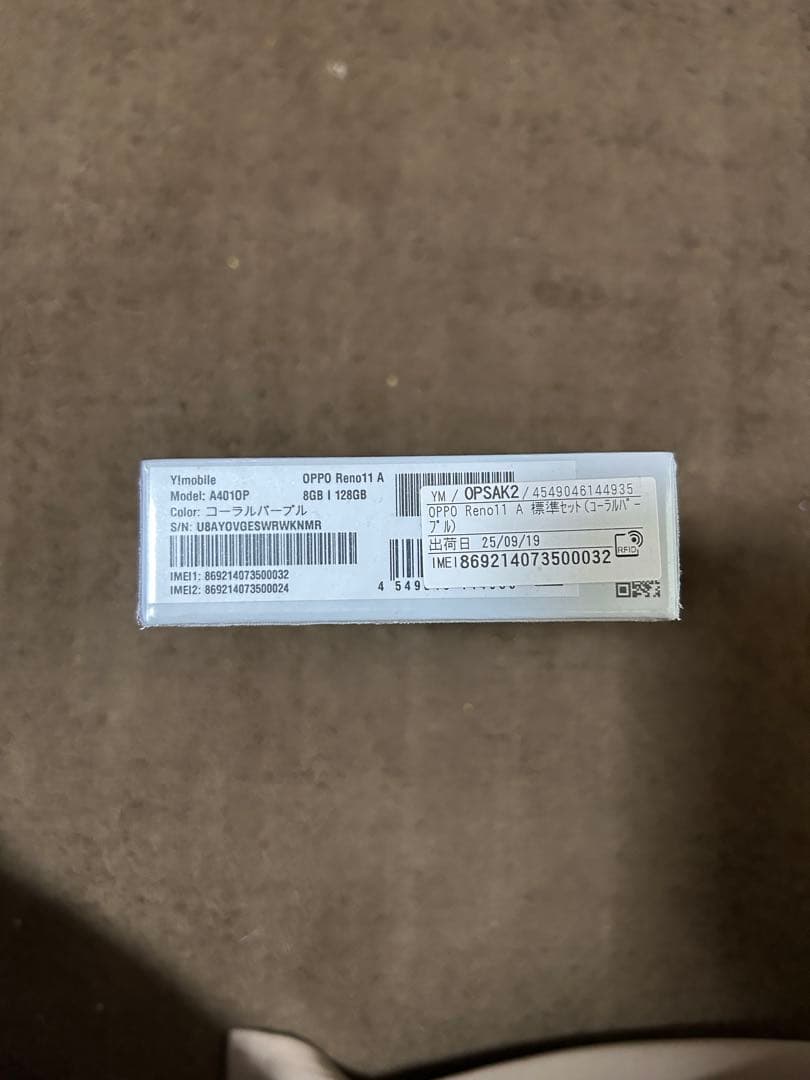 Y!mobile OPPO Reno11 A
Model: A401OP 8GB | 128GB
Color: コーラルパープル
S/N: U8AYOVGESWRWKNMR
IMEI1: 869214073500032
IMEI2: 869214073500024
YM / OPSAK2 / 4549046144935
OPPO Reno11 A 標準セット(コーラルパー
プル)
出荷日 25/09/19
IMEI869214073500032
RFID